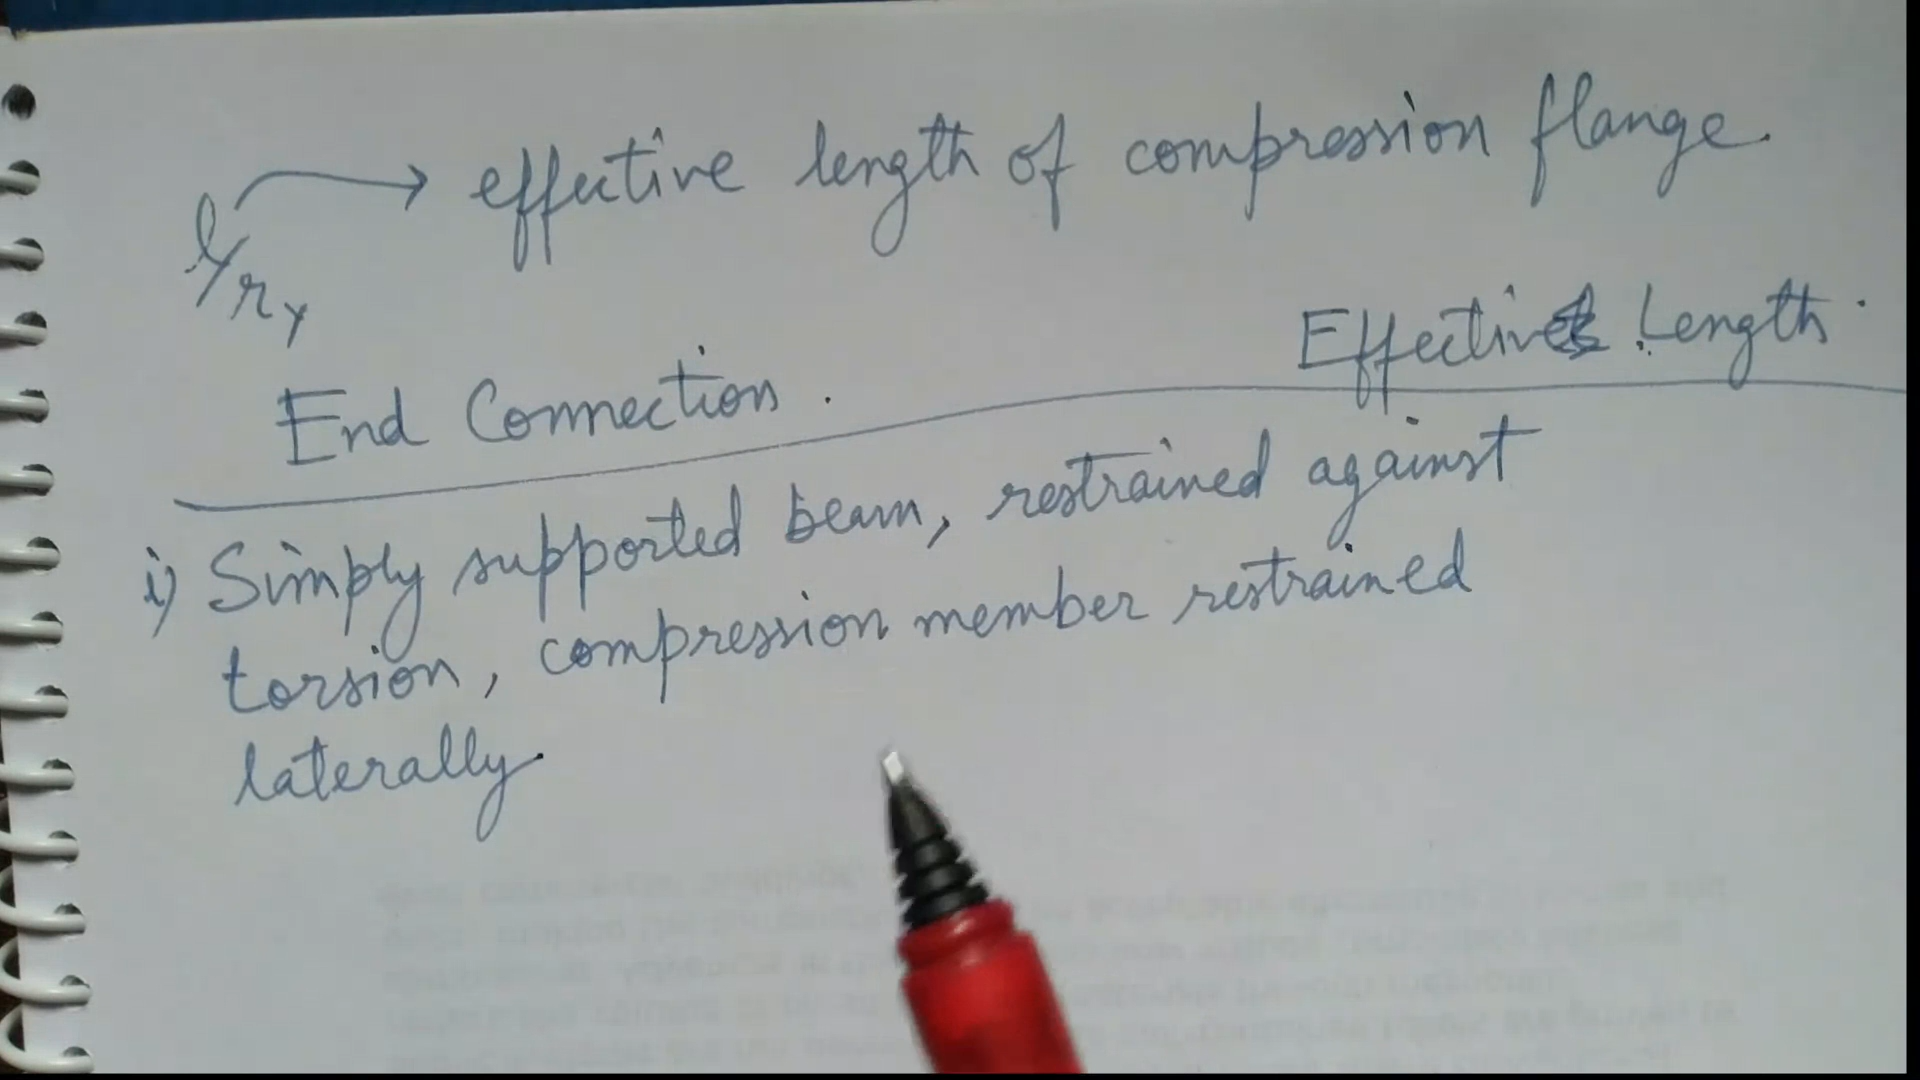 l/ry → effective length of compression flange.
End Connection. Effective Length.
i) Simply supported beam, restrained against
torsion, compression member restrained
laterally.